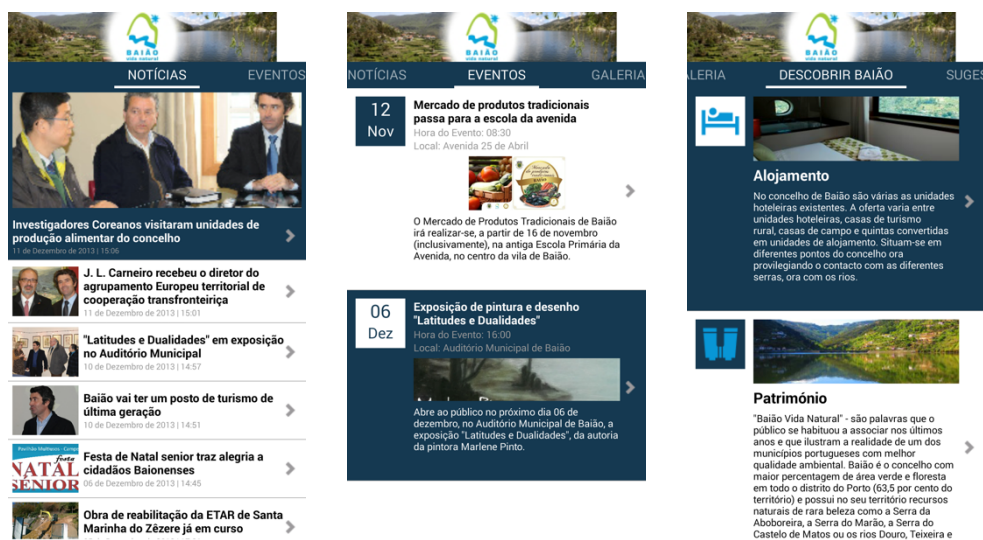 BAIÃO
vida natural
NOTÍCIAS
EVENTOS
Investigadores Coreanos visitaram unidades de
produção alimentar do concelho
11 de Dezembro de 2013 | 15:06
J. L. Carneiro recebeu o diretor do
agrupamento Europeu territorial de
cooperação transfronteiriça
11 de Dezembro de 2013 | 15:01
"Latitudes e Dualidades" em exposição
no Auditório Municipal
10 de Dezembro de 2013 | 14:57
Baião vai ter um posto de turismo de
última geração
10 de Dezembro de 2013 | 14:51
festa
NATAL
SÉNIOR
Festa de Natal senior traz alegria a
cidadãos Baionenses
06 de Dezembro de 2013 | 14:45
Obra de reabilitação da ETAR de Santa
Marinha do Zêzere já em curso
BAIÃO
vida natural
NOTÍCIAS
EVENTOS
GALERIA
12
Nov
Mercado de produtos tradicionais
passa para a escola da avenida
Hora do Evento: 08:30
Local: Avenida 25 de Abril
O Mercado de Produtos Tradicionais de Baião
irá realizar-se, a partir de 16 de novembro
(inclusivamente), na antiga Escola Primária da
Avenida, no centro da vila de Baião.
06
Dez
Exposição de pintura e desenho
"Latitudes e Dualidades"
Hora do Evento: 16:00
Local: Auditório Municipal de Baião
Abre ao público no próximo dia 06 de
dezembro, no Auditório Municipal de Baião, a
exposição "Latitudes e Dualidades", da autoria
da pintora Marlene Pinto.
BAIÃO
vida natural
LERIA
DESCOBRIR BAIÃO
SUGES
Alojamento
No concelho de Baião são várias as unidades
hoteleiras existentes. A oferta varia entre
unidades hoteleiras, casas de turismo
rural, casas de campo e quintas convertidas
em unidades de alojamento. Situam-se em
diferentes pontos do concelho ora
provilegiando o contacto com as diferentes
serras, ora com os rios.
Património
"Baião Vida Natural" - são palavras que o
público se habituou a associar nos últimos
anos e que ilustram a realidade de um dos
municípios portugueses com melhor
qualidade ambiental. Baião é o concelho com
maior percentagem de área verde e floresta
em todo o distrito do Porto (63,5 por cento do
território) e possui no seu território recursos
naturais de rara beleza como a Serra da
Aboboreira, a Serra do Marão, a Serra do
Castelo de Matos ou os rios Douro, Teixeira e